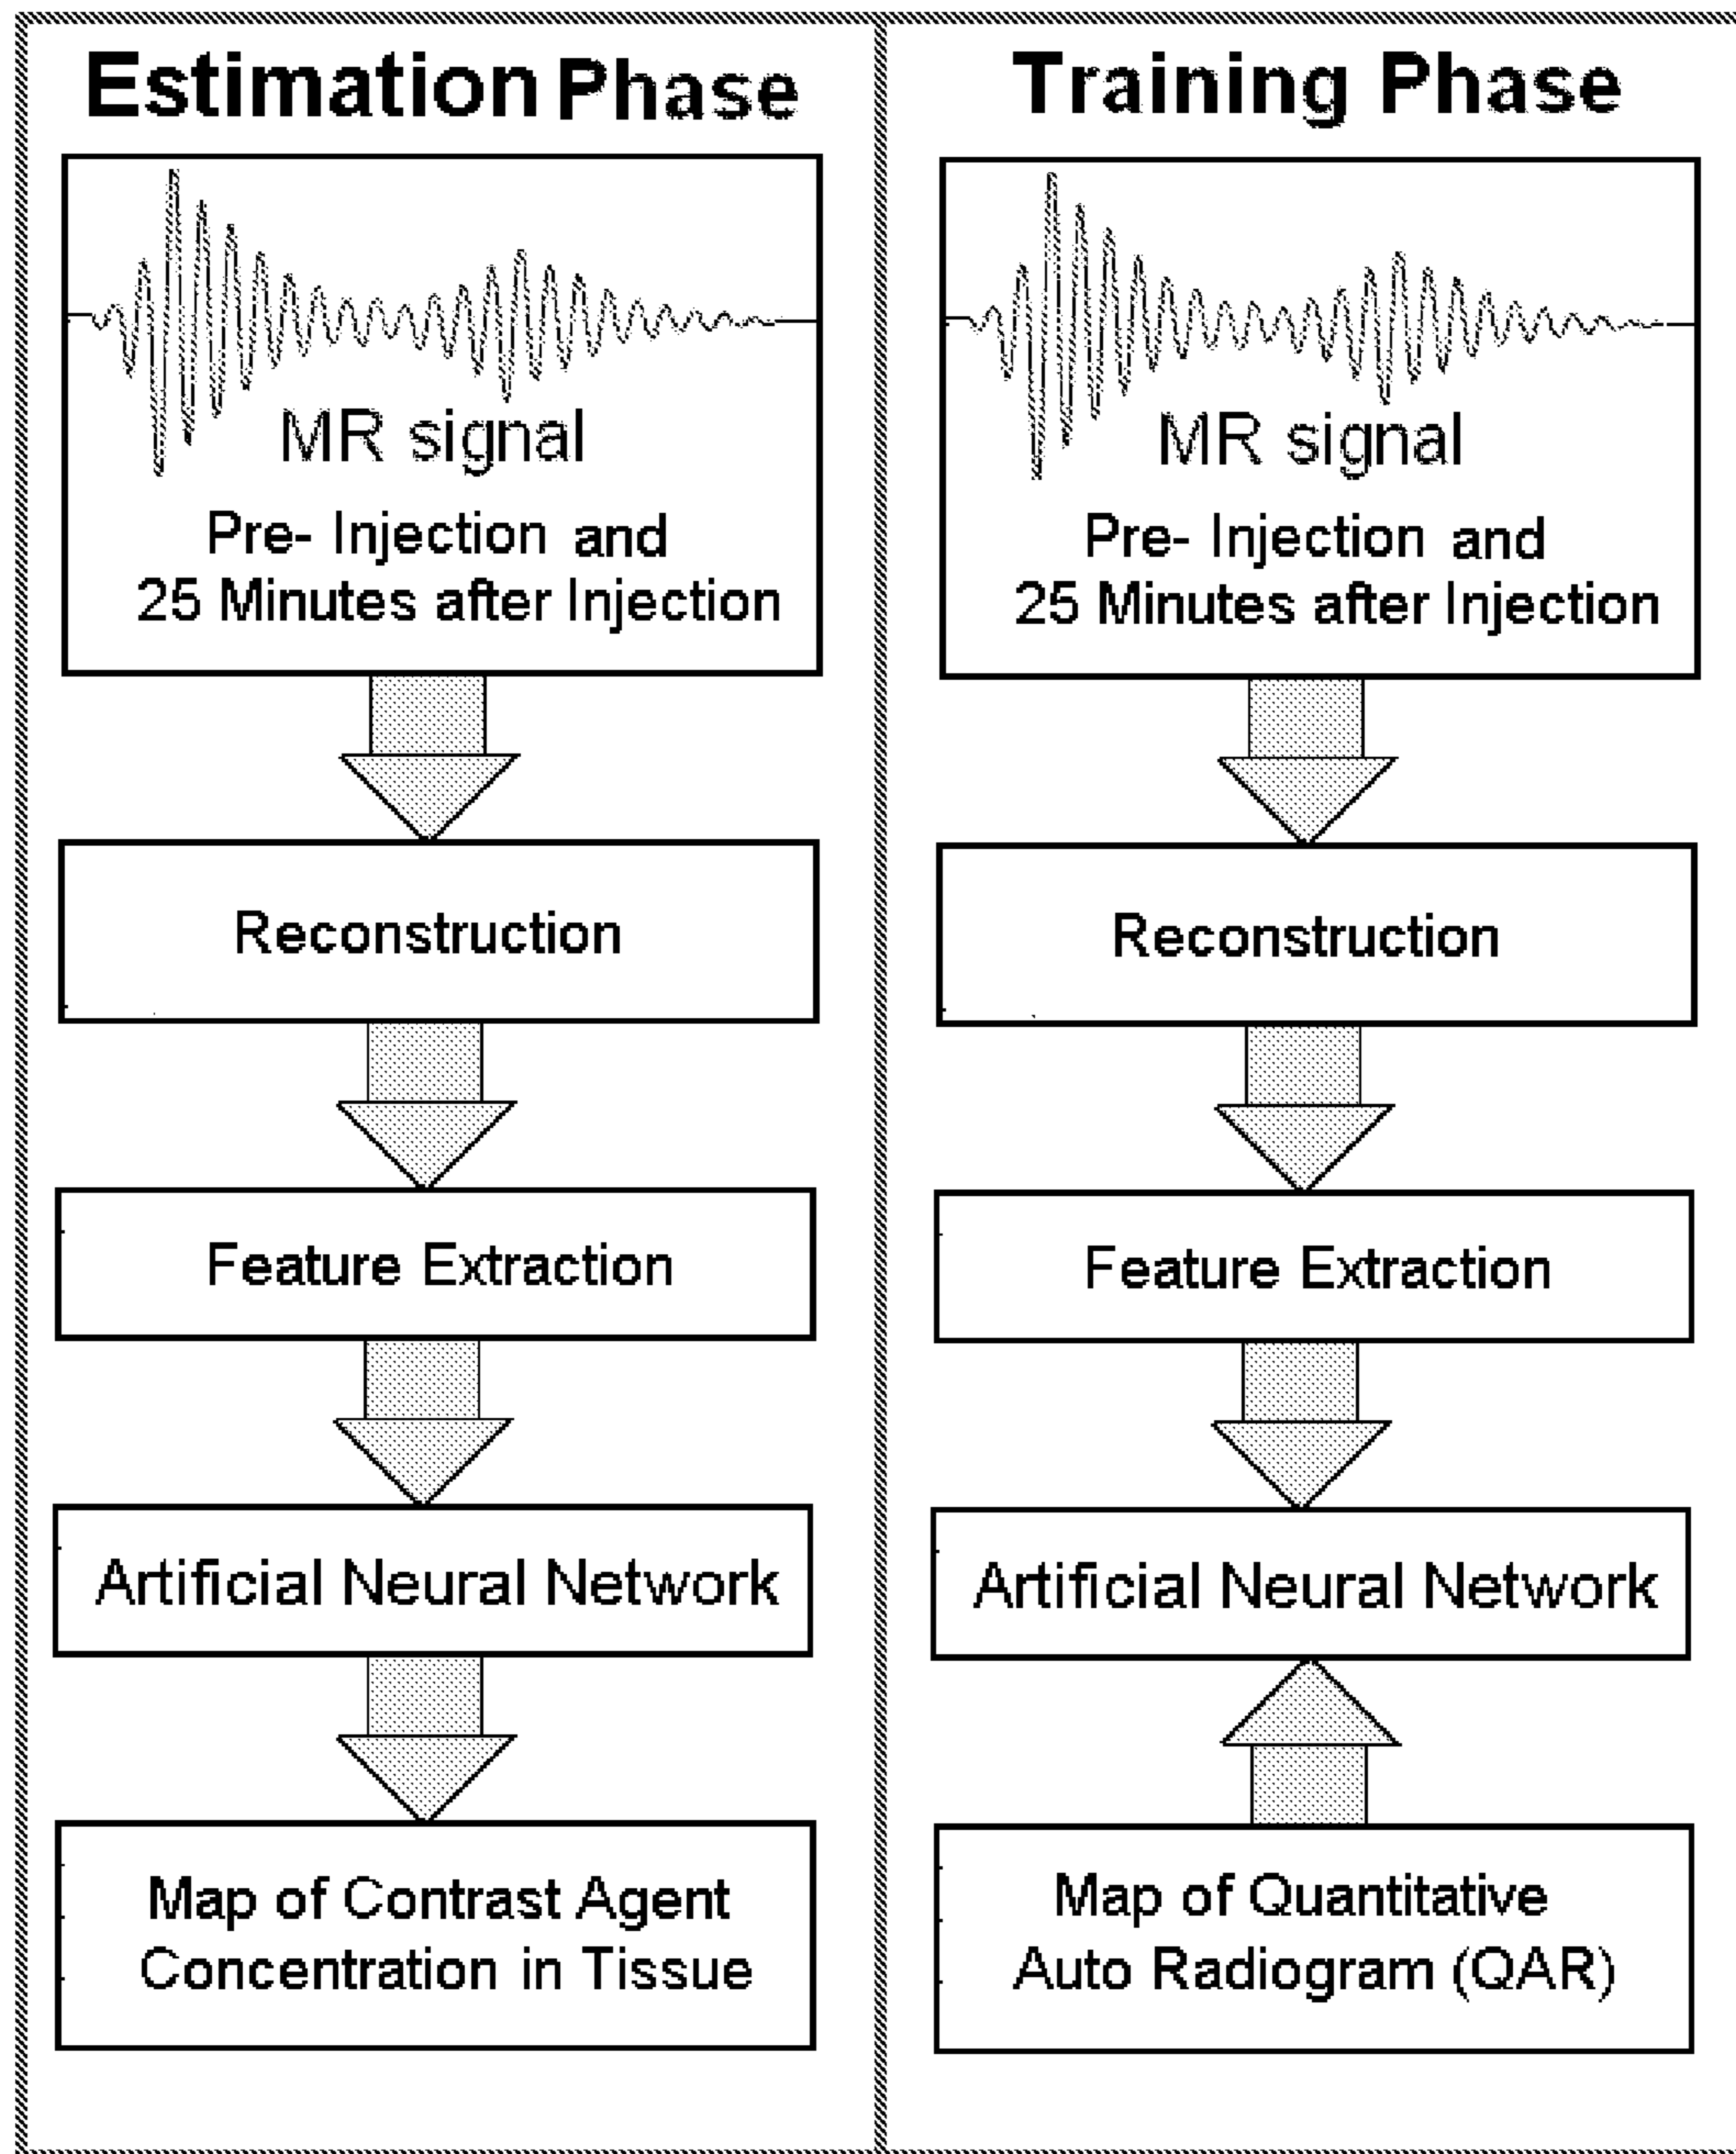 Estimation Phase
MR signal
Pre- Injection and
25 Minutes after Injection
Reconstruction
Feature Extraction
Artificial Neural Network
Map of Contrast Agent
Concentration in Tissue
Training Phase
MR signal
Pre- Injection and
25 Minutes after Injection
Reconstruction
Feature Extraction
Artificial Neural Network
Map of Quantitative
Auto Radiogram (QAR)